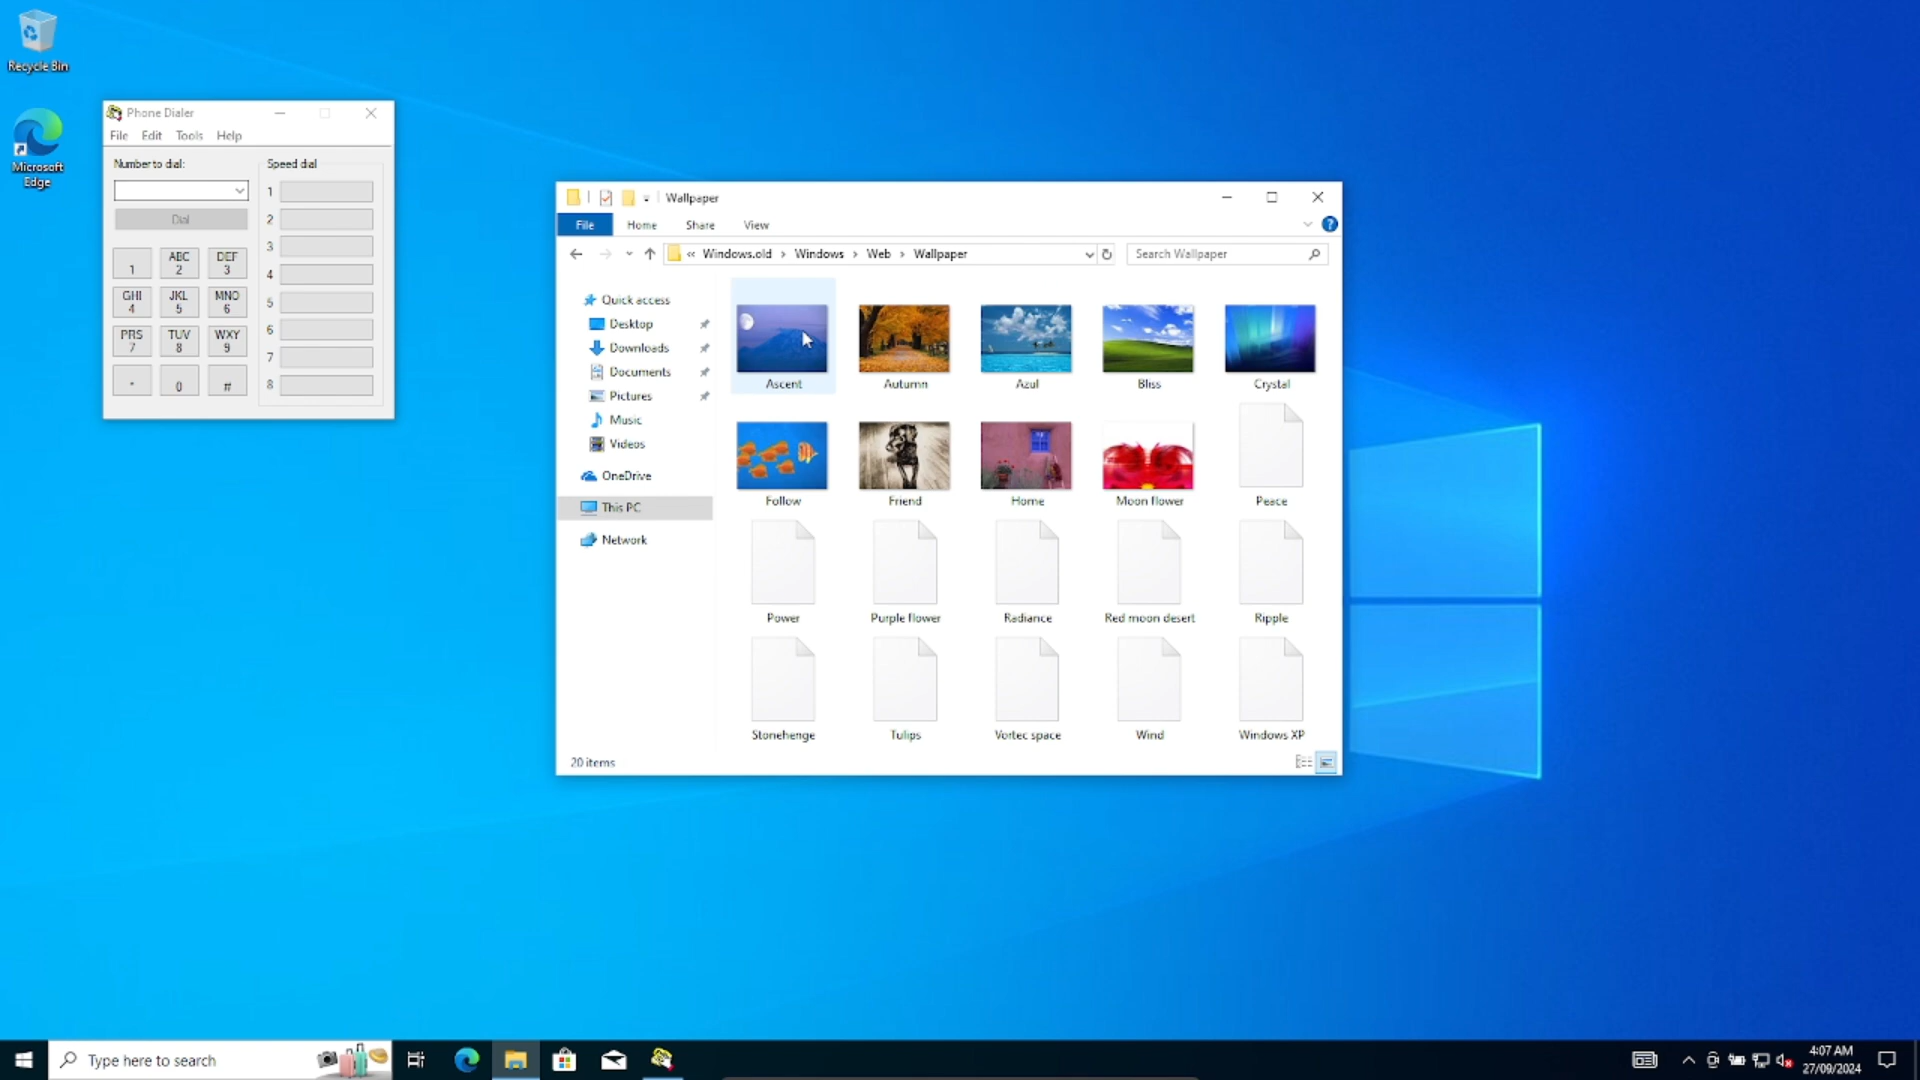 Recycle Bin
Microsoft
Edge
Phone Dialer
File Edit Tools Help
Number to dial:
Speed dial
Dial
1
ABC
2
DEF
3
GHI
4
JKL
5
MNO
6
PRS
7
TUV
8
WXY
9
*
0
#
1
2
3
4
5
6
7
8
Wallpaper
File Home Share View
« Windows.old › Windows › Web › Wallpaper
Search Wallpaper
Quick access
Desktop
Downloads
Documents
Pictures
Music
Videos
OneDrive
This PC
Network
Ascent
Autumn
Azul
Bliss
Crystal
Follow
Friend
Home
Moon flower
Peace
Power
Purple flower
Radiance
Red moon desert
Ripple
Stonehenge
Tulips
Vortec space
Wind
Windows XP
20 items
Type here to search
4:07 AM
27/09/2024